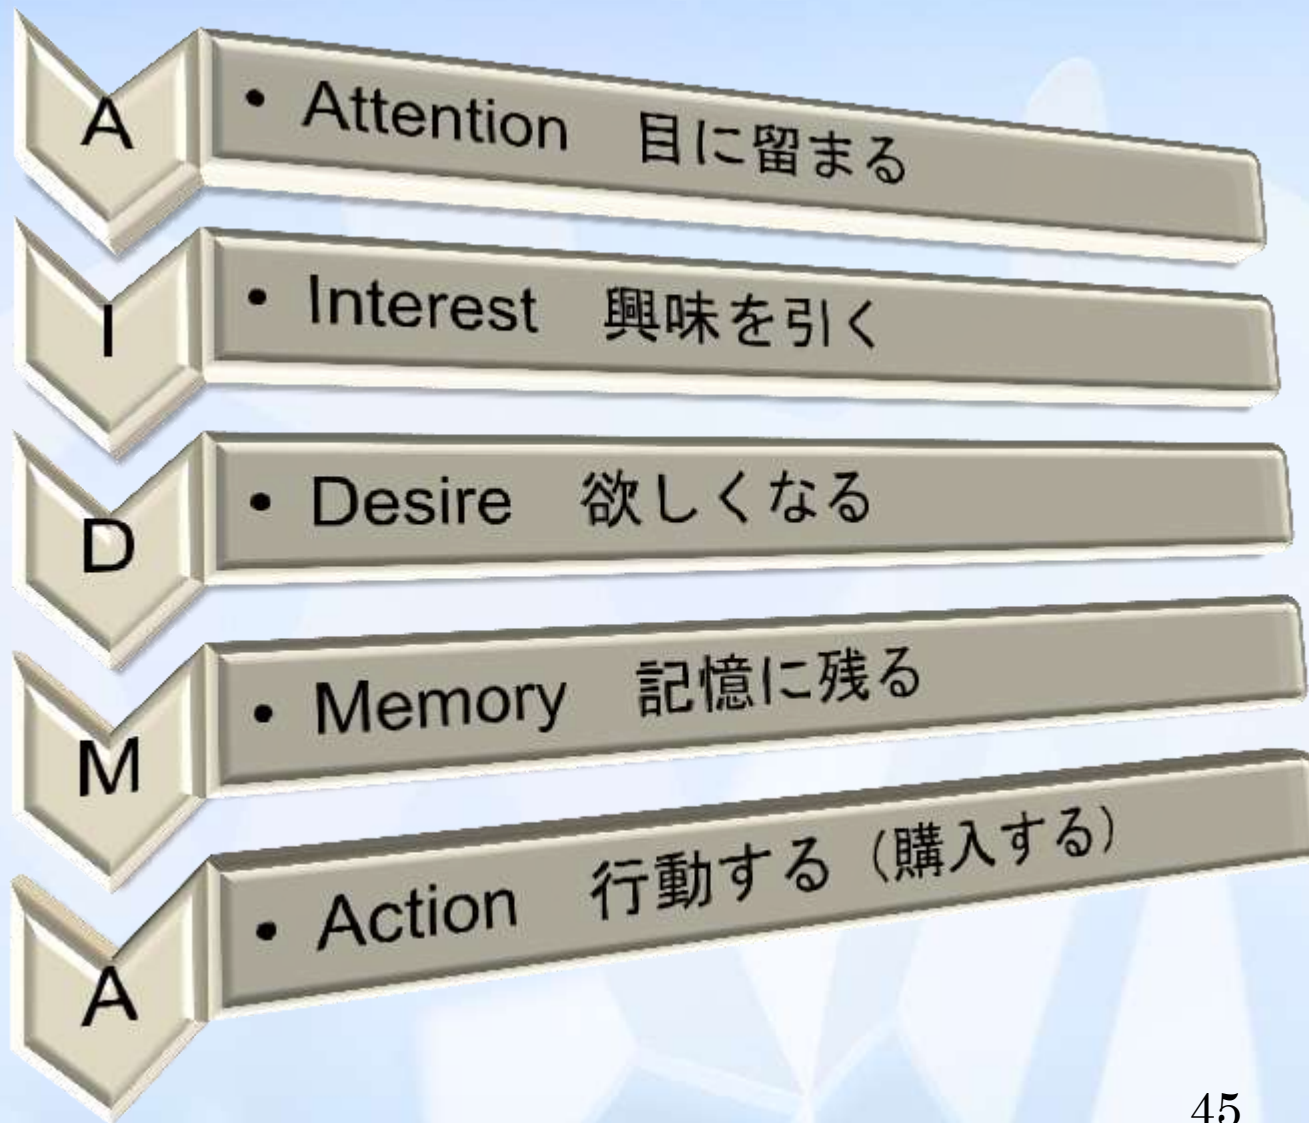 A
• Attention 目に留まる
I
• Interest 興味を引く
D
• Desire 欲しくなる
M
• Memory 記憶に残る
A
• Action 行動する（購入する）
45